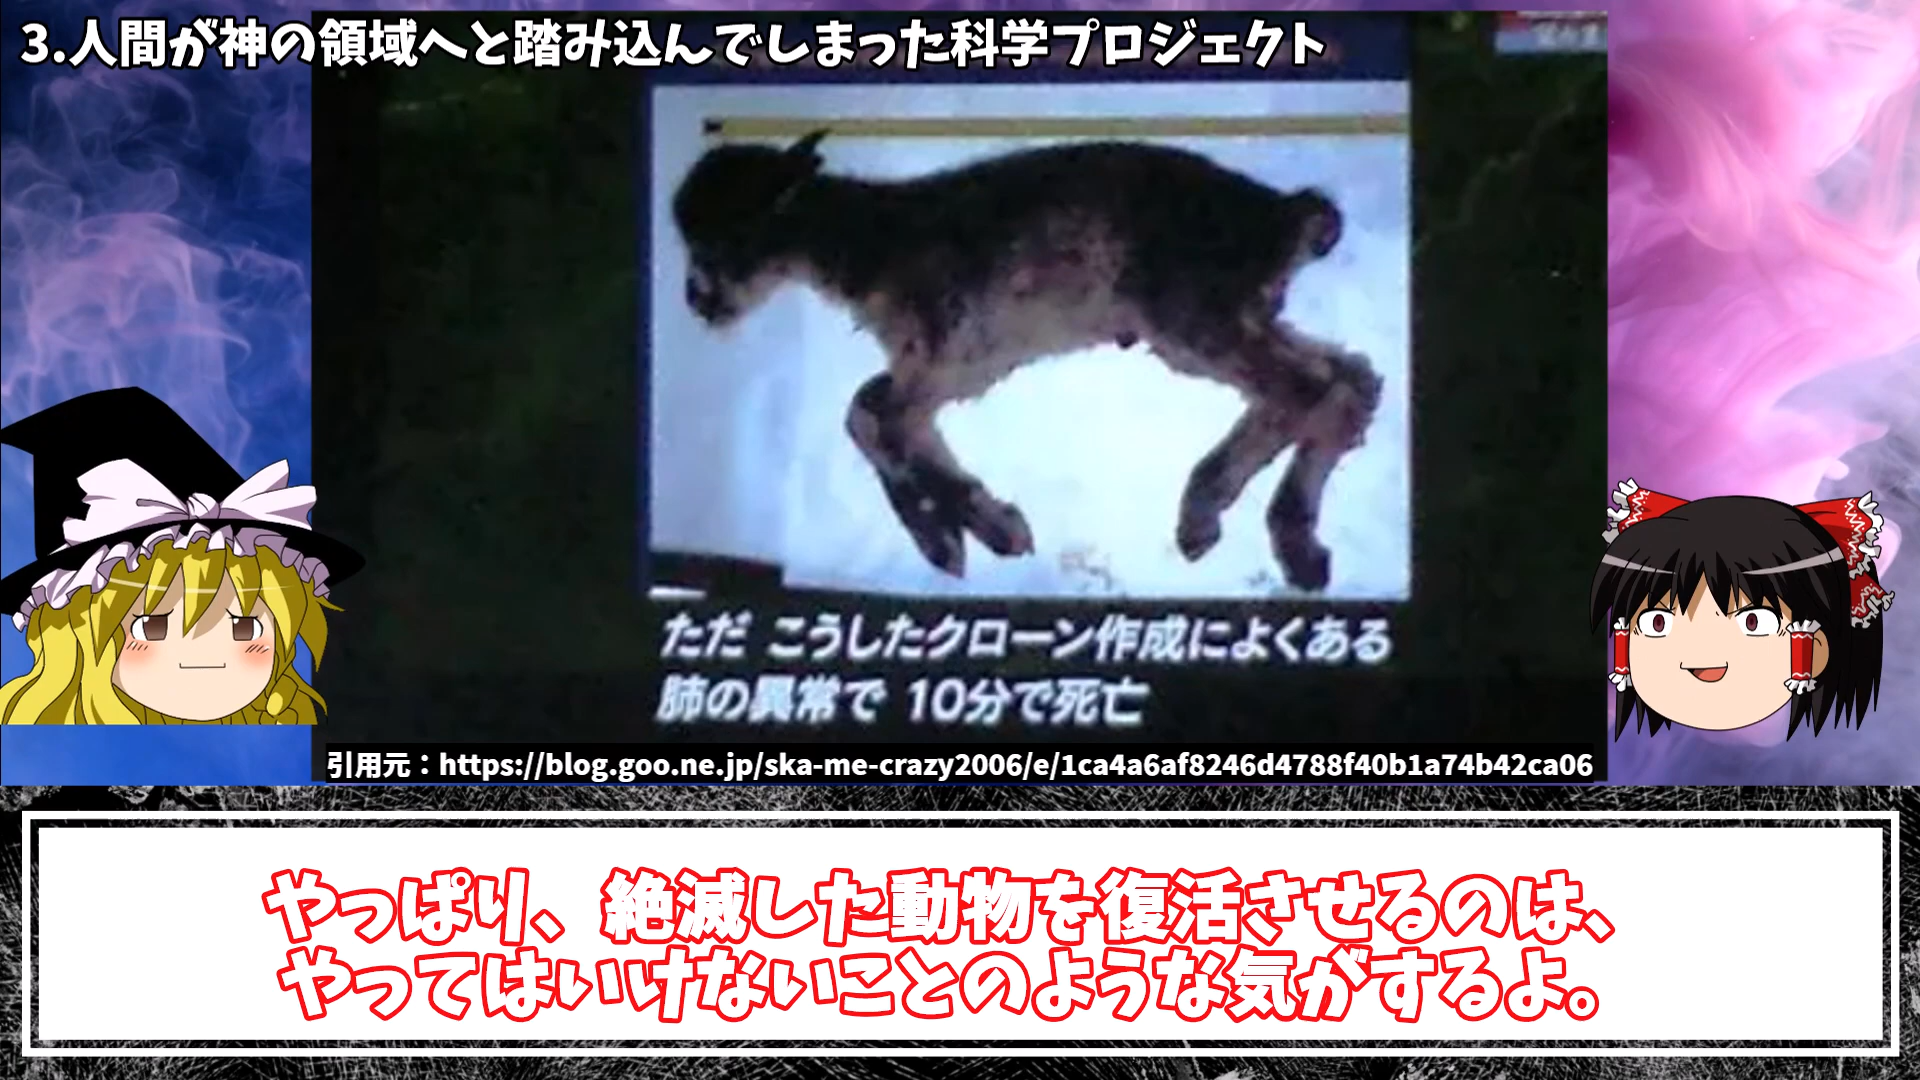 3.人間が神の領域へと踏み込んでしまった科学プロジェクト
ただ こうしたクローン作成によくある
肺の異常で 10分で死亡
引用元：https://blog.goo.ne.jp/ska-me-crazy2006/e/1ca4a6af8246d4788f40b1a74b42ca06
やっぱり、絶滅した動物を復活させるのは、
やってはいけないことのような気がするよ。